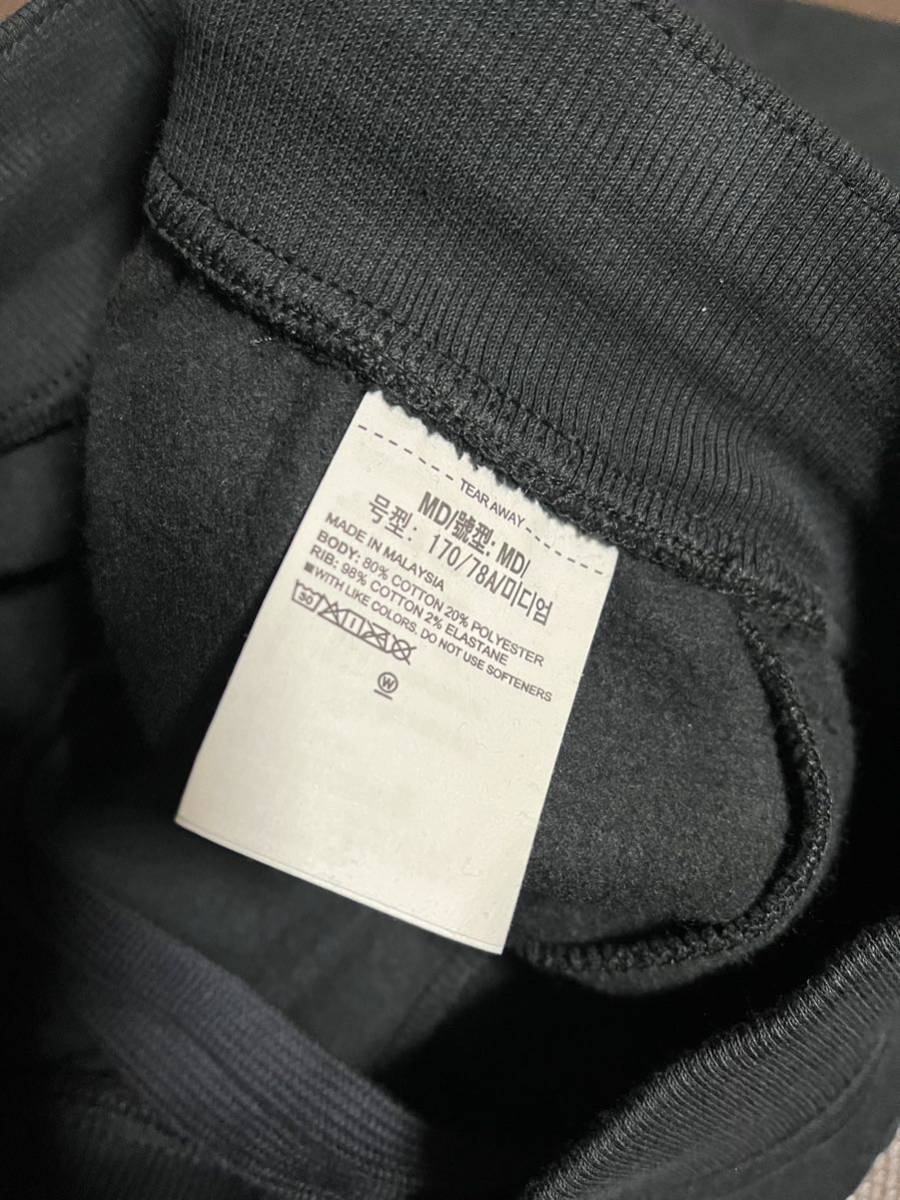 TEAR AWAY
MD/號型: MD/
号型: 170/78A/미디엄
MADE IN MALAYSIA
BODY: 80% COTTON 20% POLYESTER
RIB: 98% COTTON 2% ELASTANE
■WITH LIKE COLORS, DO NOT USE SOFTENERS
30
W